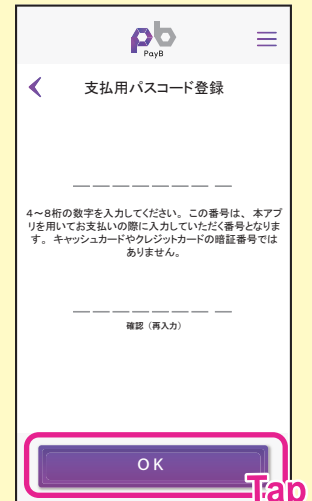 pb
PayB
支払用パスコード登録
4～8桁の数字を入力してください。この番号は、本アプ
リを用いてお支払いの際に入力していただく番号となりま
す。キャッシュカードやクレジットカードの暗証番号では
ありません。
確認（再入力）
OK
Tap